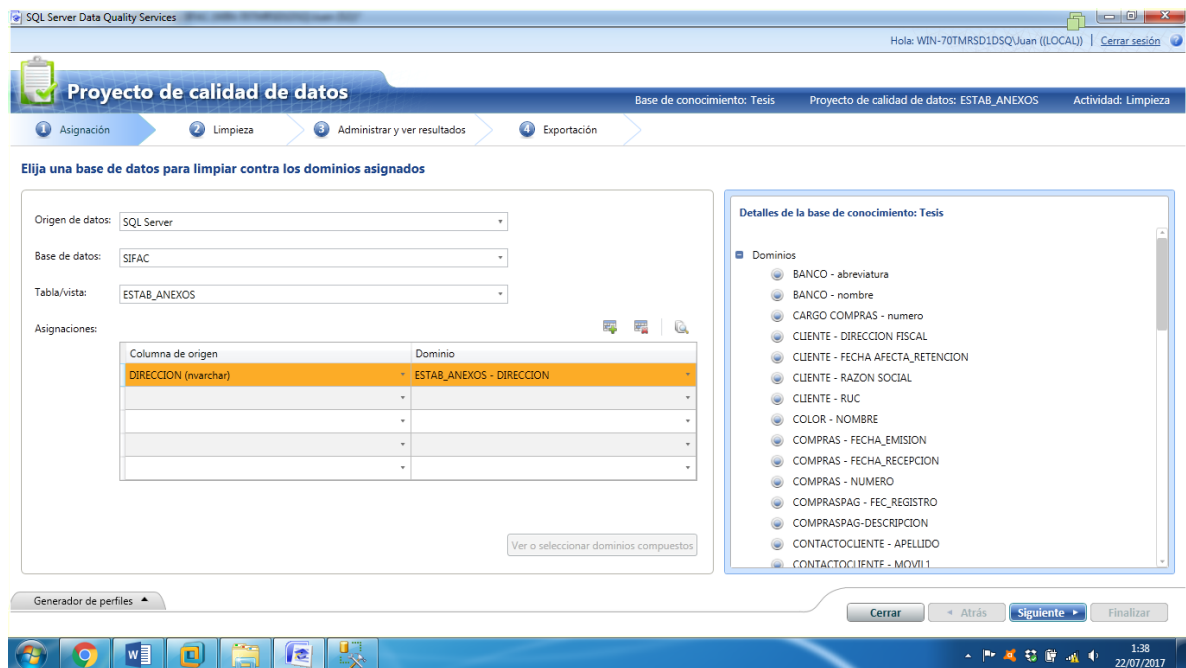 SQL Server Data Quality Services
Hola: WIN-70TMRSD1DSQ\Juan ((LOCAL)) | Cerrar sesión
Proyecto de calidad de datos
Base de conocimiento: Tesis Proyecto de calidad de datos: ESTAB_ANEXOS Actividad: Limpieza
1 Asignación 2 Limpieza 3 Administrar y ver resultados 4 Exportación
Elija una base de datos para limpiar contra los dominios asignados
Origen de datos: SQL Server
Base de datos: SIFAC
Tabla/vista: ESTAB_ANEXOS
Asignaciones:
Columna de origen Dominio
DIRECCION (nvarchar) ESTAB_ANEXOS - DIRECCION
Ver o seleccionar dominios compuestos
Detalles de la base de conocimiento: Tesis
Dominios
BANCO - abreviatura
BANCO - nombre
CARGO COMPRAS - numero
CLIENTE - DIRECCION FISCAL
CLIENTE - FECHA AFECTA_RETENCION
CLIENTE - RAZON SOCIAL
CLIENTE - RUC
COLOR - NOMBRE
COMPRAS - FECHA_EMISION
COMPRAS - FECHA_RECEPCION
COMPRAS - NUMERO
COMPRASPAG - FEC_REGISTRO
COMPRASPAG-DESCRIPCION
CONTACTOCLIENTE - APELLIDO
CONTACTOCLIENTE - MOVIL1
Generador de perfiles
Cerrar Atrás Siguiente Finalizar
1:38
22/07/2017